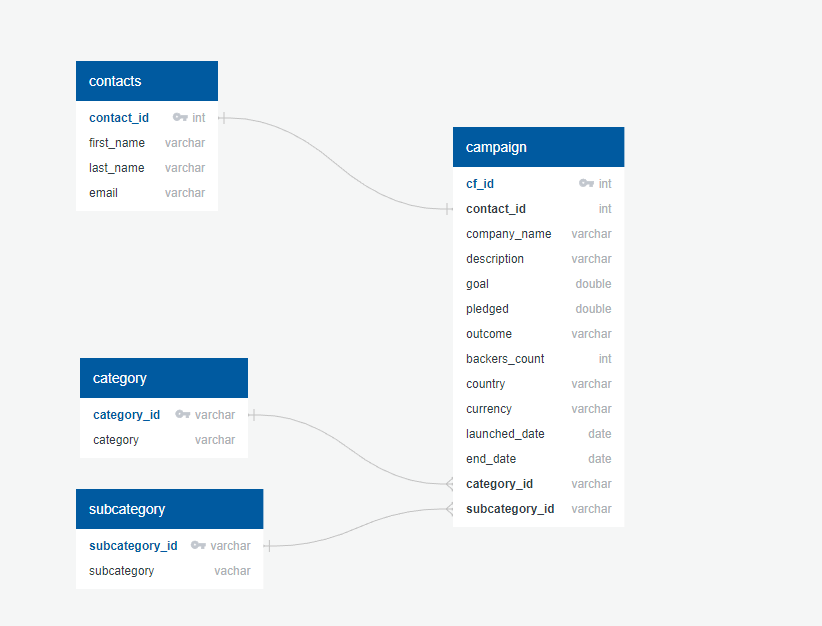 contacts
contact_id int
first_name varchar
last_name varchar
email varchar
campaign
cf_id int
contact_id int
company_name varchar
description varchar
goal double
pledged double
outcome varchar
backers_count int
country varchar
currency varchar
launched_date date
end_date date
category_id varchar
subcategory_id varchar
category
category_id varchar
category varchar
subcategory
subcategory_id varchar
subcategory vachar